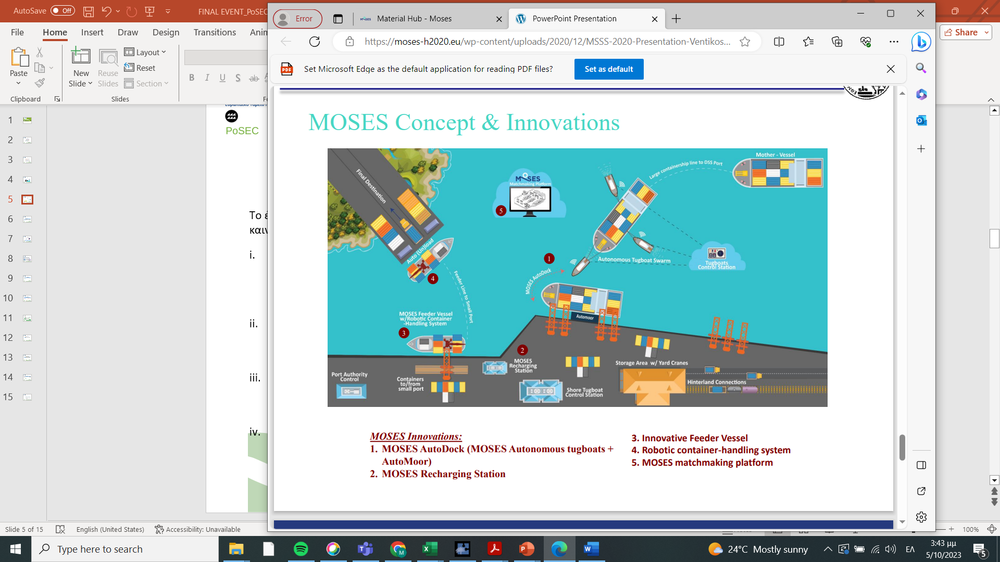 AutoSave Off
FINAL EVENT_PoSEC
Share
File Home Insert Draw Design Transitions
Paste
New
Slide
Reuse
Slides
Layout
Reset
Section
B I U S ab
Clipboard
Slides
1
2
3
4
5
6
7
8
9
10
11
12
13
14
15
PoSEC
i.
ii.
iii.
iv.
Slide 5 of 15
English (United States)
Accessibility: Unavailable
100%
Error
Material Hub - Moses
PowerPoint Presentation
https://moses-h2020.eu/wp-content/uploads/2020/12/MSSS-2020-Presentation-Ventikos...
PDF
Set Microsoft Edge as the default application for reading PDF files?
Set as default
MOSES Concept & Innovations
Final Destination
MOSES
Matchmaking Platform
5
Large containership line to DSS Port
Mother - Vessel
Auto (Un)load
4
Feeder Line to Small Port
1
MOSES AutoDock
Autonomous Tugboat Swarm
Tugboats
Control Station
Automoor
MOSES Feeder Vessel
w/Robotic Container
-Handling System
3
2
MOSES
Recharging
Station
Port Authority
Control
Containers
to/from
small port
Shore Tugboat
Control Station
Storage Area w/ Yard Cranes
Hinterland Connections
MOSES Innovations:
1. MOSES AutoDock (MOSES Autonomous tugboats +
AutoMoor)
2. MOSES Recharging Station
3. Innovative Feeder Vessel
4. Robotic container-handling system
5. MOSES matchmaking platform
Type here to search
24°C Mostly sunny
ΕΛ
3:43 μμ
5/10/2023
5